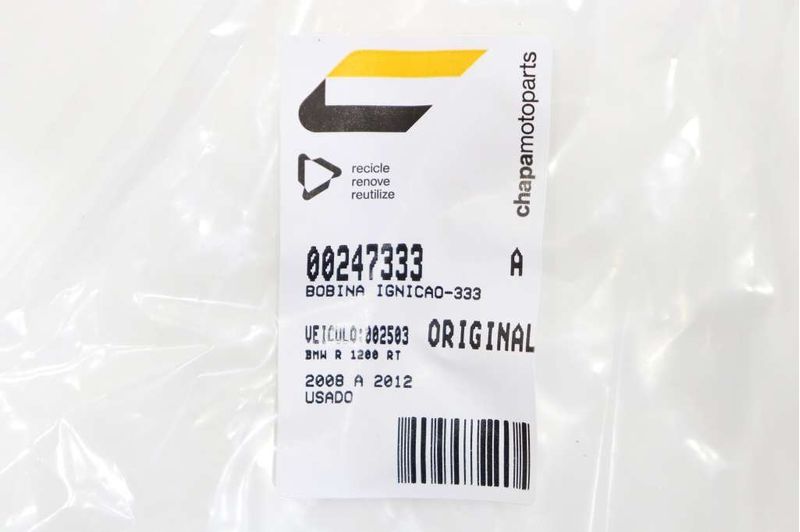 chapamotoparts
recicle
renove
reutilize
00247333 A
BOBINA IGNICAO-333
VEICULO:002503 ORIGINAL
BMW R 1200 RT
2008 A 2012
USADO